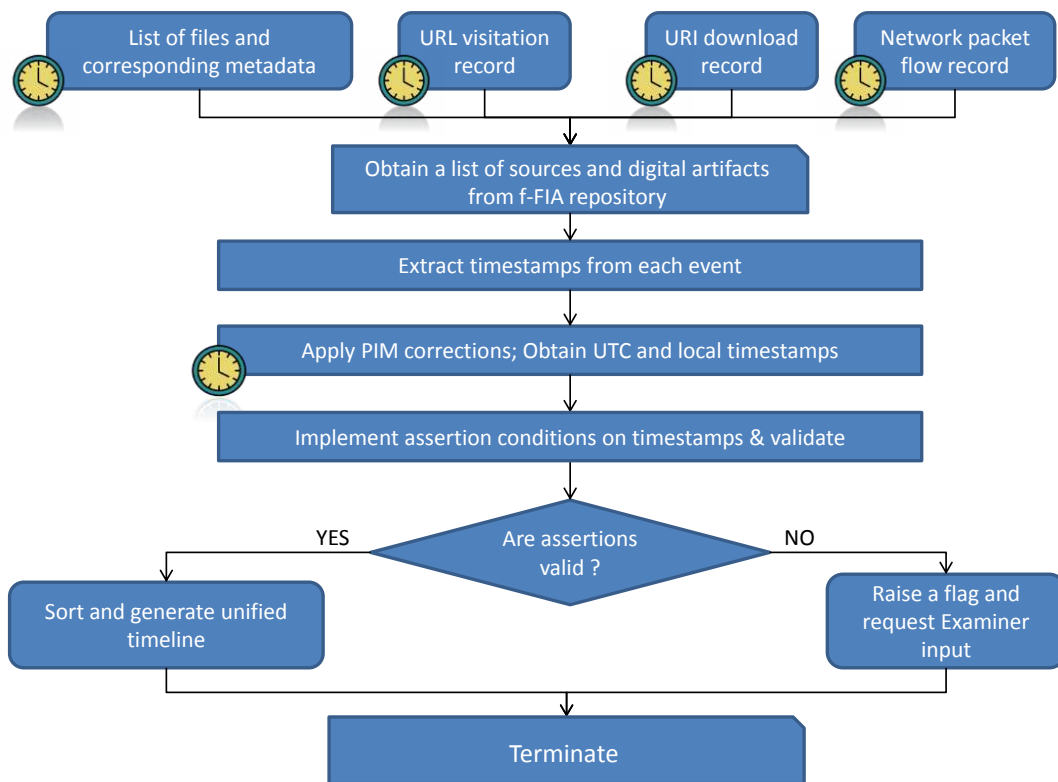 List of files and
corresponding metadata
URL visitation
record
URI download
record
Network packet
flow record
Obtain a list of sources and digital artifacts
from f-FIA repository
Extract timestamps from each event
Apply PIM corrections; Obtain UTC and local timestamps
Implement assertion conditions on timestamps & validate
YES
Are assertions
valid ?
NO
Sort and generate unified
timeline
Raise a flag and
request Examiner
input
Terminate